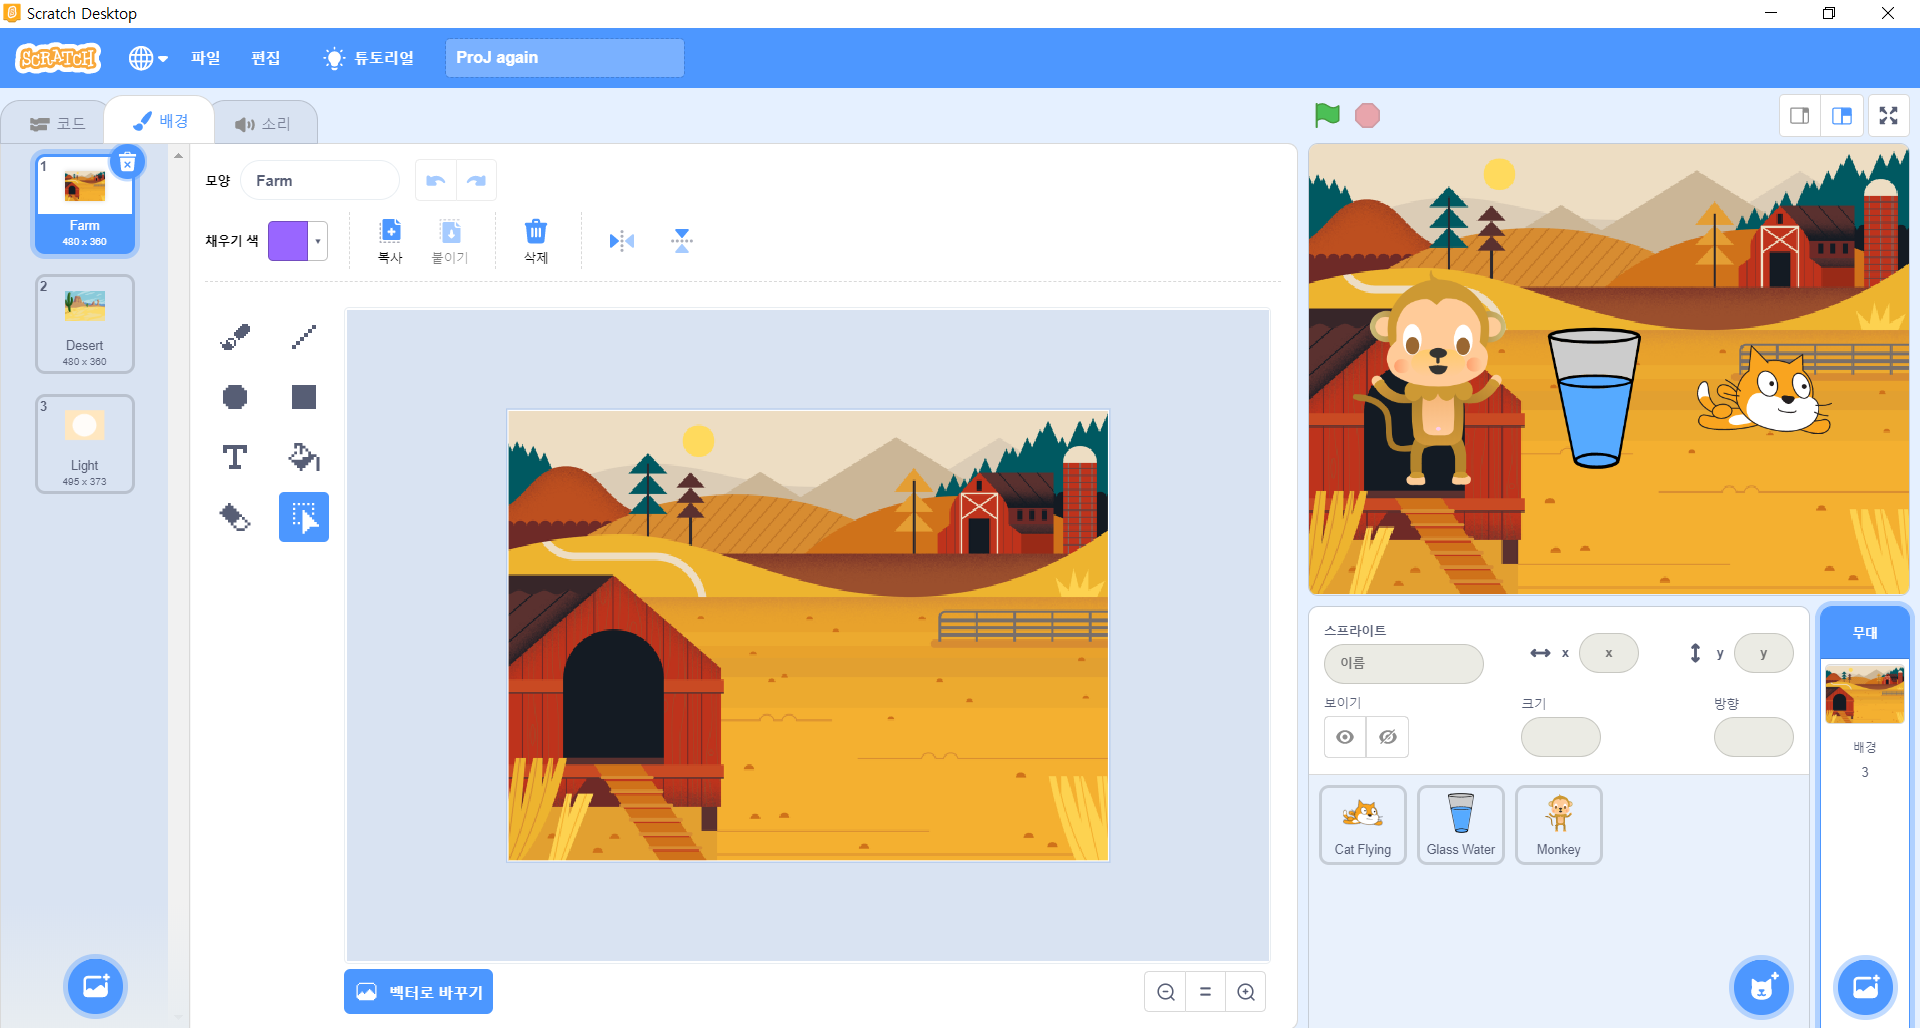 Scratch Desktop
SCRATCH
파일
편집
튜토리얼
ProJ again
코드
배경
소리
1
Farm
480 x 360
2
Desert
480 x 360
3
Light
495 x 373
모양
Farm
채우기 색
복사
붙이기
삭제
벡터로 바꾸기
스프라이트
이름
x
x
y
y
보이기
크기
방향
Cat Flying
Glass Water
Monkey
무대
배경
3